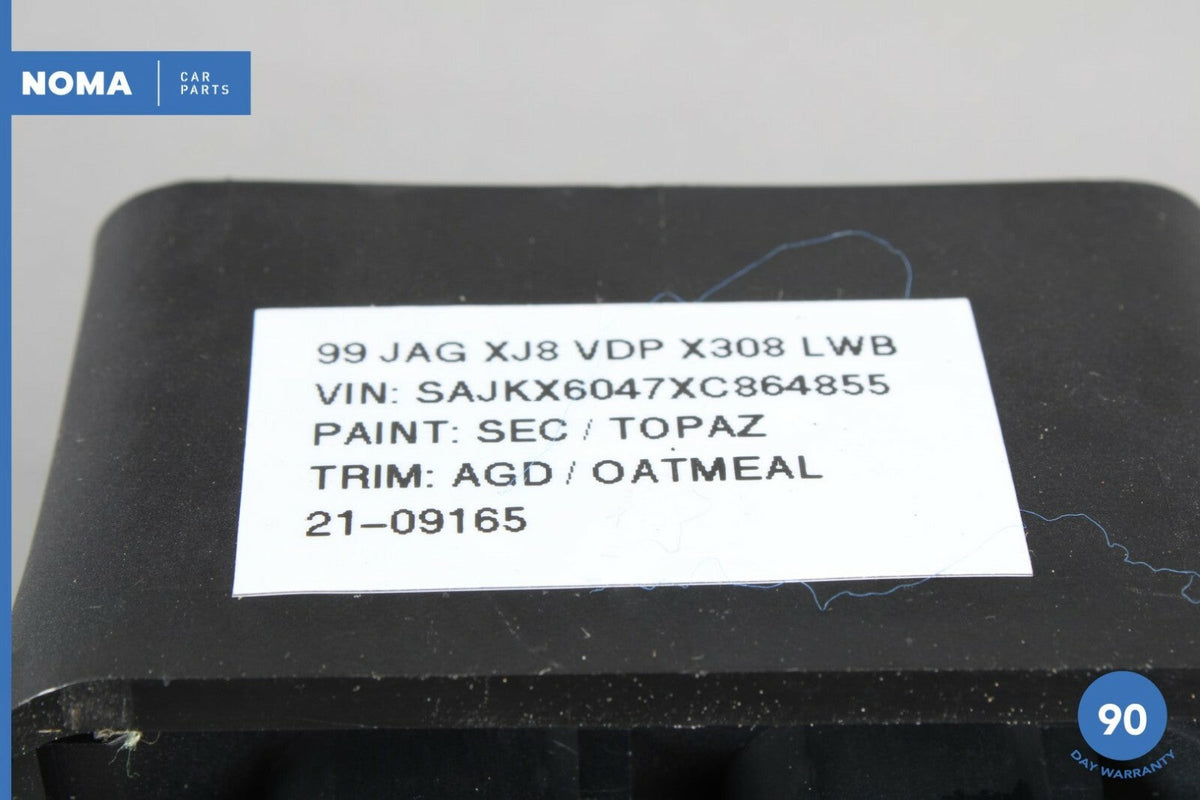 NOMA
CAR
PARTS
99 JAG XJ8 VDP X308 LWB
VIN: SAJKX6047XC864855
PAINT: SEC / TOPAZ
TRIM: AGD / OATMEAL
21-09165
90
DAY WARRANTY